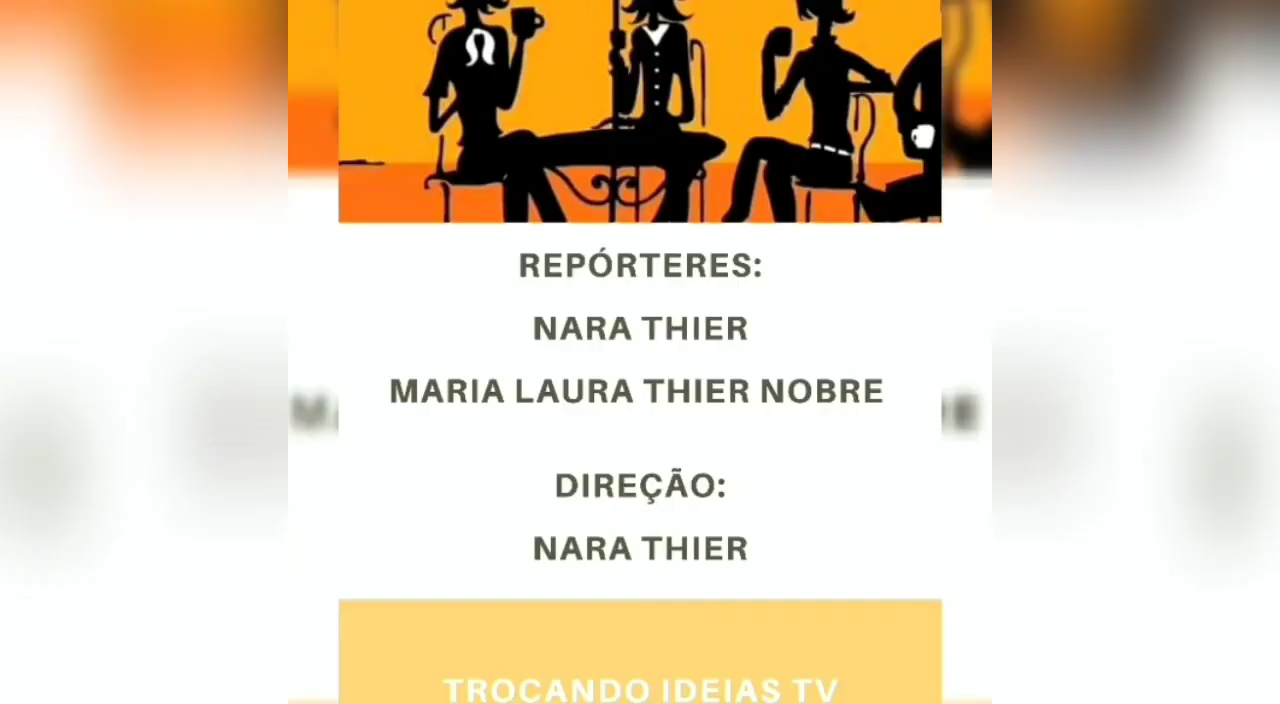 REPÓRTERES:
NARA THIER
MARIA LAURA THIER NOBRE
DIREÇÃO:
NARA THIER
TROCANDO IDEIAS TV